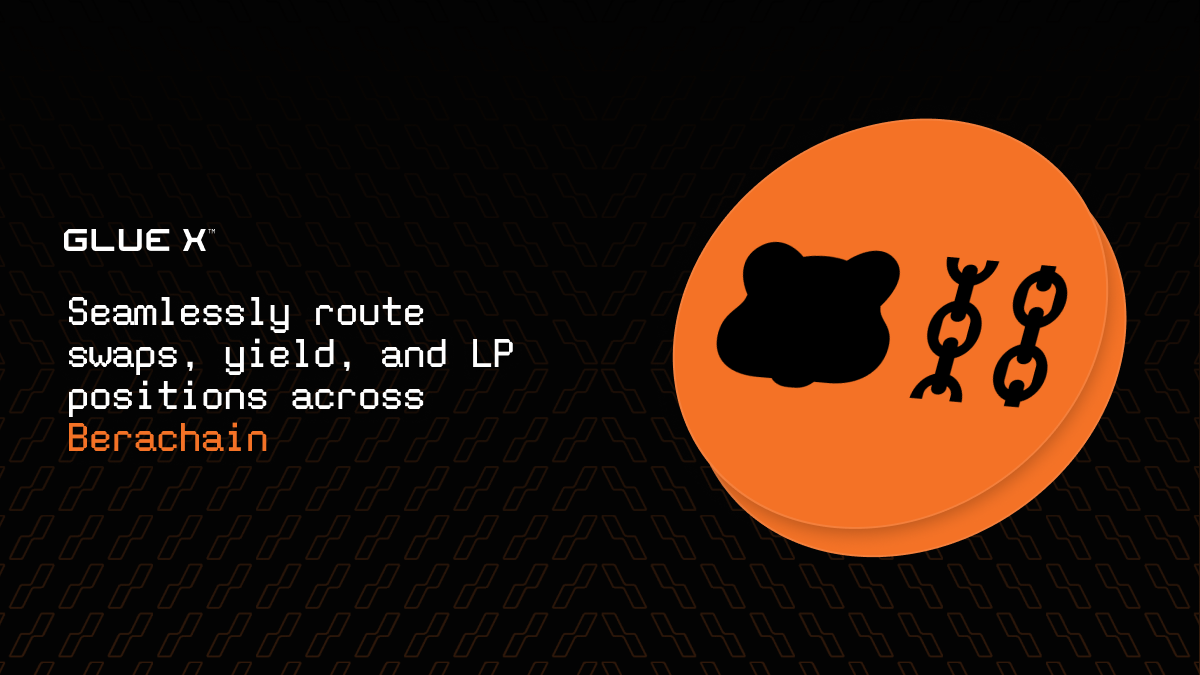 GLUE X™
Seamlessly route
swaps, yield, and LP
positions across
Berachain